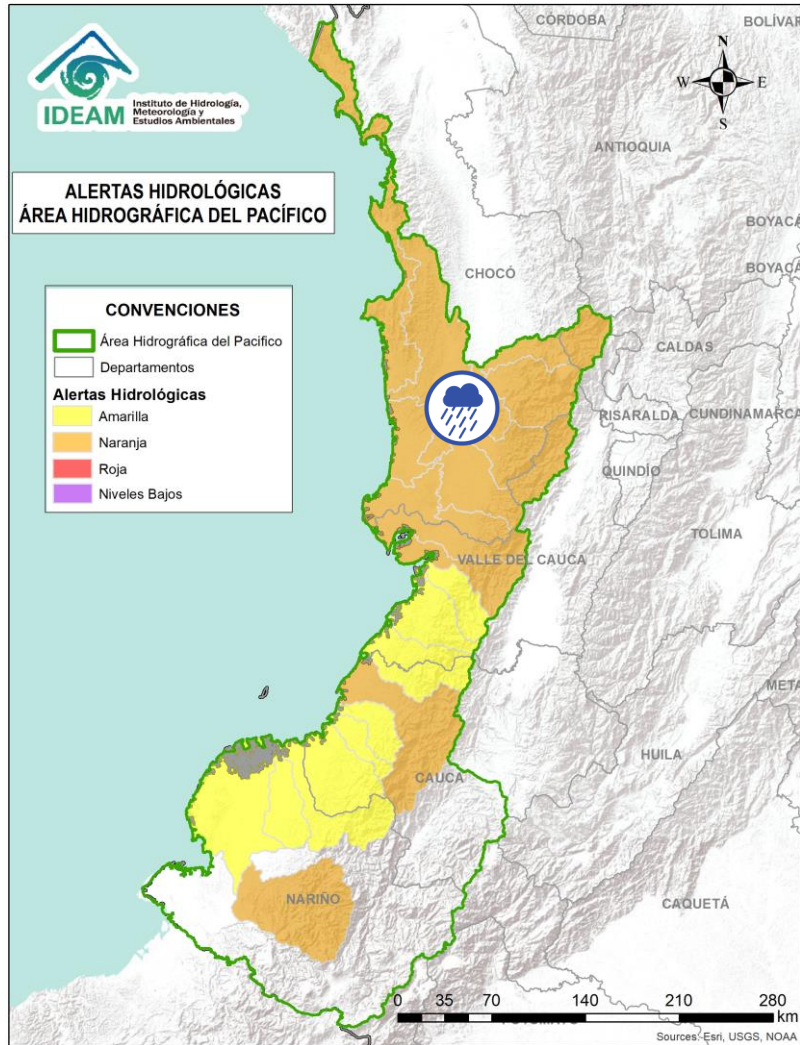 CÓRDOBA
BOLÍVAR
IDEAM
Instituto de Hidrología,
Meteorología y
Estudios Ambientales
N
W
E
S
ANTIOQUIA
ALERTAS HIDROLÓGICAS
ÁREA HIDROGRÁFICA DEL PACÍFICO
BOYACÁ
BOYACÁ
CHOCÓ
CONVENCIONES
Área Hidrográfica del Pacifico
Departamentos
Alertas Hidrológicas
Amarilla
Naranja
Roja
Niveles Bajos
CALDAS
RISARALDA
CUNDINAMARCA
QUINDÍO
TOLIMA
VALLE DEL CAUCA
META
HUILA
CAUCA
NARIÑO
CAQUETÁ
0 35 70 140 210 280
km
Sources: Esri, USGS, NOAA